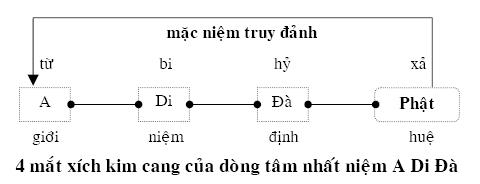 mặc niệm truy đảnh
từ bi hỷ xả
A Di Đà Phật
giới niệm định huệ
4 mắt xích kim cang của dòng tâm nhất niệm A Di Đà